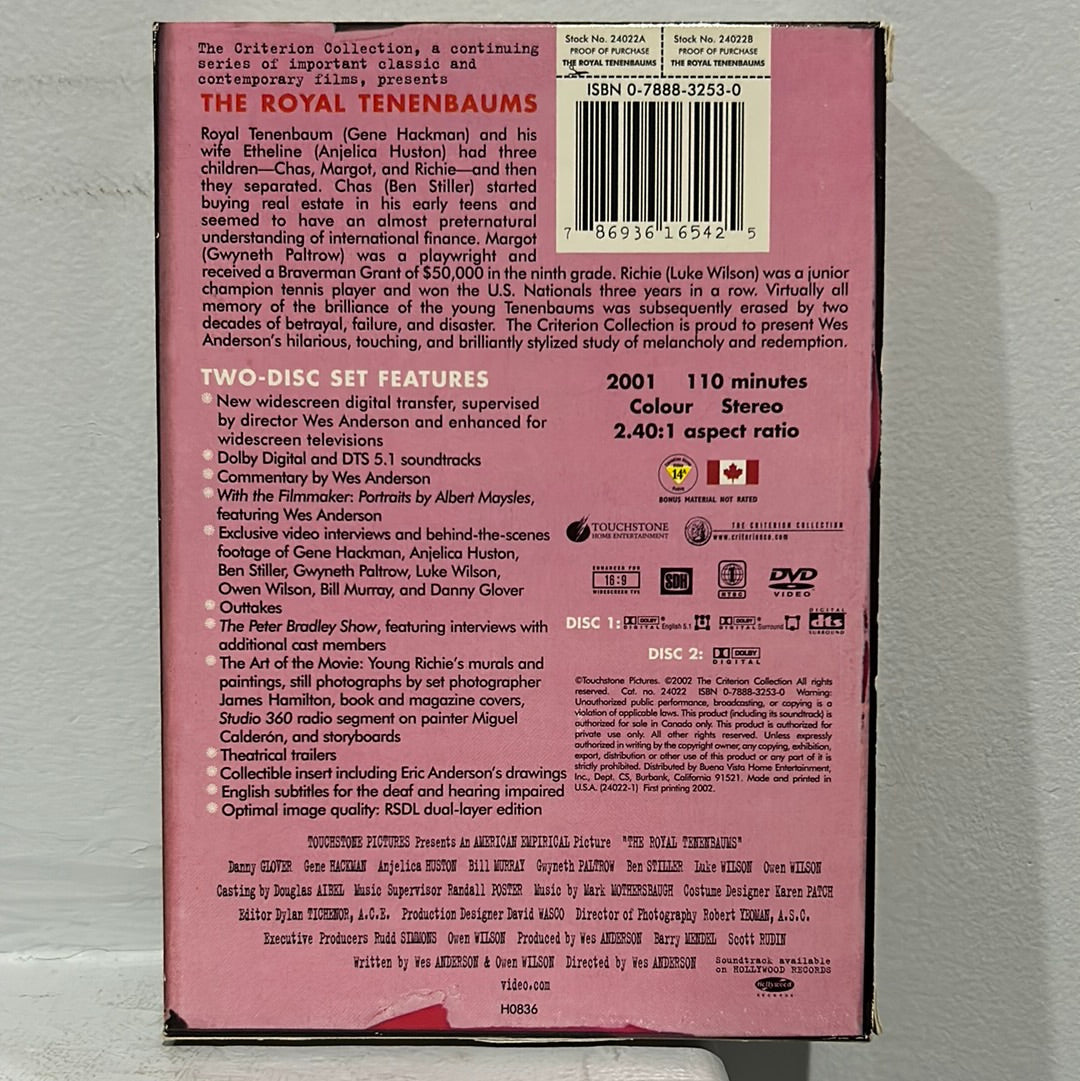 The Criterion Collection, a continuing
series of important classic and
contemporary films, presents
THE ROYAL TENENBAUMS
Stock No. 24022A
PROOF OF PURCHASE
THE ROYAL TENENBAUMS
Stock No. 24022B
PROOF OF PURCHASE
THE ROYAL TENENBAUMS
ISBN 0-7888-3253-0
7 86936 16542 5
Royal Tenenbaum (Gene Hackman) and his
wife Etheline (Anjelica Huston) had three
children—Chas, Margot, and Richie—and then
they separated. Chas (Ben Stiller) started
buying real estate in his early teens and
seemed to have an almost preternatural
understanding of international finance. Margot
(Gwyneth Paltrow) was a playwright and
received a Braverman Grant of $50,000 in the ninth grade. Richie (Luke Wilson) was a junior
champion tennis player and won the U.S. Nationals three years in a row. Virtually all
memory of the brilliance of the young Tenenbaums was subsequently erased by two
decades of betrayal, failure, and disaster. The Criterion Collection is proud to present Wes
Anderson's hilarious, touching, and brilliantly stylized study of melancholy and redemption.
TWO-DISC SET FEATURES
New widescreen digital transfer, supervised
by director Wes Anderson and enhanced for
widescreen televisions
Dolby Digital and DTS 5.1 soundtracks
Commentary by Wes Anderson
With the Filmmaker: Portraits by Albert Maysles,
featuring Wes Anderson
Exclusive video interviews and behind-the-scenes
footage of Gene Hackman, Anjelica Huston,
Ben Stiller, Gwyneth Paltrow, Luke Wilson,
Owen Wilson, Bill Murray, and Danny Glover
Outtakes
The Peter Bradley Show, featuring interviews with
additional cast members
The Art of the Movie: Young Richie's murals and
paintings, still photographs by set photographer
James Hamilton, book and magazine covers,
Studio 360 radio segment on painter Miguel
Calderón, and storyboards
Theatrical trailers
Collectible insert including Eric Anderson's drawings
English subtitles for the deaf and hearing impaired
Optimal image quality: RSDL dual-layer edition
2001 110 minutes
Colour Stereo
2.40:1 aspect ratio
14A
BONUS MATERIAL NOT RATED
TOUCHSTONE
HOME ENTERTAINMENT
THE CRITERION COLLECTION
www.criterionco.com
ENHANCED FOR
16:9
WIDESCREEN TVS
SDH
1
NTSC
DVD
VIDEO
DISC 1: DOLBY DIGITAL English 5.1 DOLBY DIGITAL Surround DIGITAL dts SURROUND
DISC 2: DOLBY DIGITAL
©Touchstone Pictures. ©2002 The Criterion Collection All rights
reserved. Cat. no. 24022 ISBN 0-7888-3253-0 Warning:
Unauthorized public performance, broadcasting, or copying is a
violation of applicable laws. This product (including its soundtrack) is
authorized for sale in Canada only. This product is authorized for
private use only. All other rights reserved. Unless expressly
authorized in writing by the copyright owner, any copying, exhibition,
export, distribution or other use of this product or any part of it is
strictly prohibited. Distributed by Buena Vista Home Entertainment,
Inc., Dept. CS, Burbank, California 91521. Made and printed in
U.S.A. (24022-1) First printing 2002.
TOUCHSTONE PICTURES Presents An AMERICAN EMPIRICAL Picture "THE ROYAL TENENBAUMS"
Danny GLOVER Gene HACKMAN Anjelica HUSTON Bill MURRAY Gwyneth PALTROW Ben STILLER Luke WILSON Owen WILSON
Casting by Douglas AIBEL Music Supervisor Randall POSTER Music by Mark MOTHERSBAUGH Costume Designer Karen PATCH
Editor Dylan TICHENOR, A.C.E. Production Designer David WASCO Director of Photography Robert YEOMAN, A.S.C.
Executive Producers Rudd SIMMONS Owen WILSON Produced by Wes ANDERSON Barry MENDEL Scott RUDIN
Written by Wes ANDERSON & Owen WILSON Directed by Wes ANDERSON
Soundtrack available
on HOLLYWOOD RECORDS
Hollywood
RECORDS
video.com
H0836